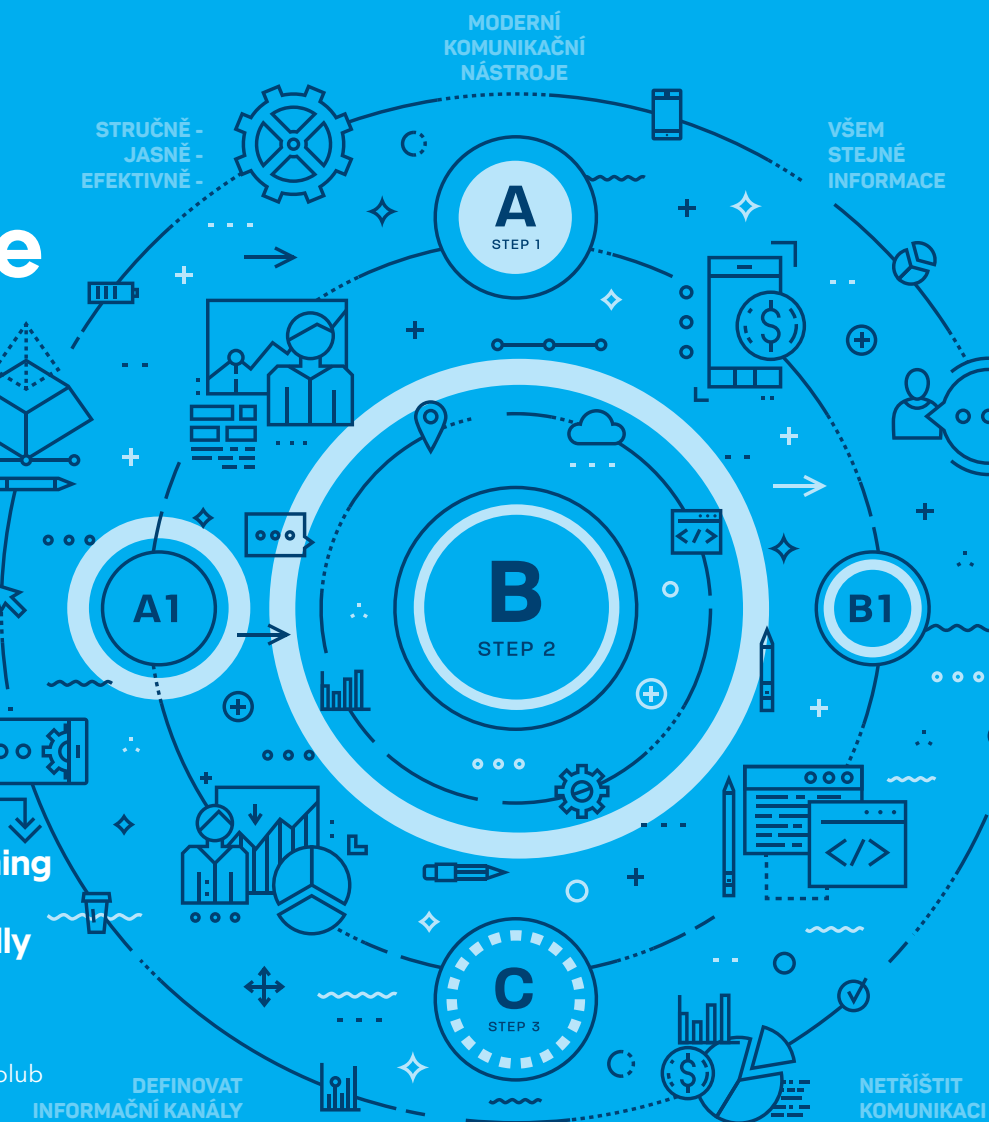 MODERNÍ
KOMUNIKAČNÍ
NÁSTROJE
STRUČNĚ -
JASNĚ -
EFEKTIVNĚ -
VŠEM
STEJNÉ
INFORMACE
e
A
STEP 1
A1
B
STEP 2
B1
</>
</>
$
ing
lly
C
STEP 3
$
olub
DEFINOVAT
INFORMAČNÍ KANÁLY
NETŘÍŠTIT
KOMUNIKACI